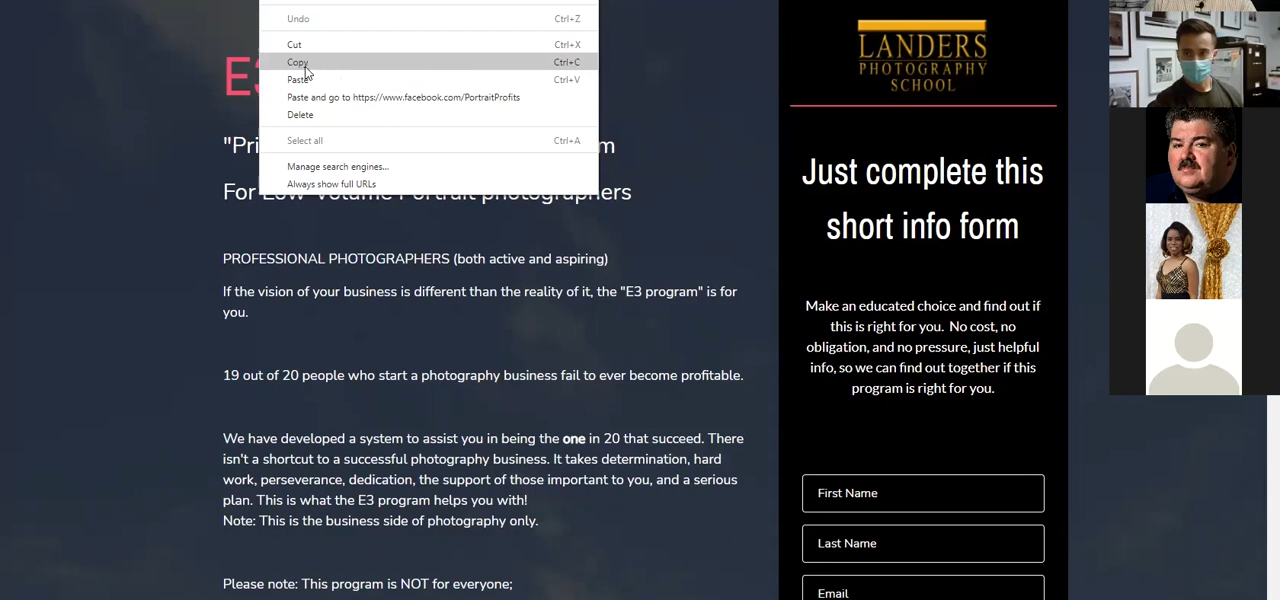 Undo Ctrl+Z
Cut Ctrl+X
Copy Ctrl+C
Paste Ctrl+V
Paste and go to https://www.facebook.com/PortraitProfits
Delete
Select all Ctrl+A
Manage search engines...
Always show full URLs
For Low-Volume Portrait photographers
PROFESSIONAL PHOTOGRAPHERS (both active and aspiring)
If the vision of your business is different than the reality of it, the "E3 program" is for
you.
19 out of 20 people who start a photography business fail to ever become profitable.
We have developed a system to assist you in being the one in 20 that succeed. There
isn't a shortcut to a successful photography business. It takes determination, hard
work, perseverance, dedication, the support of those important to you, and a serious
plan. This is what the E3 program helps you with!
Note: This is the business side of photography only.
Please note: This program is NOT for everyone;
LANDERS
PHOTOGRAPHY
SCHOOL
Just complete this
short info form
Make an educated choice and find out if
this is right for you. No cost, no
obligation, and no pressure, just helpful
info, so we can find out together if this
program is right for you.
First Name
Last Name
Email